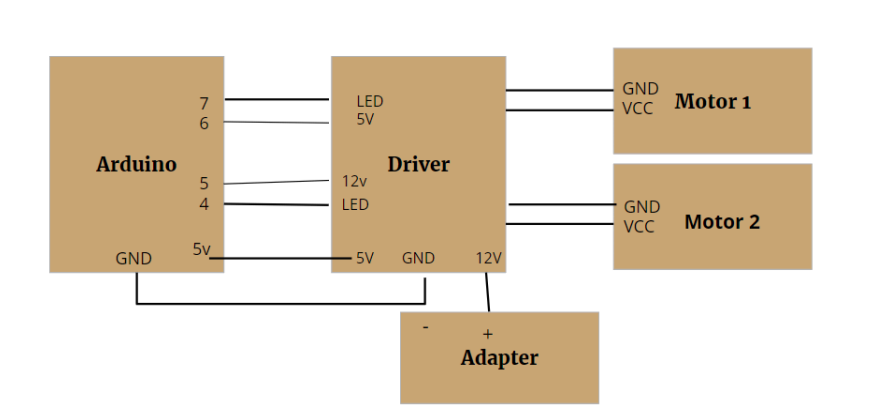 7
6
5
4
5v
GND
Arduino
LED
5V
12v
LED
5V
GND
12V
Driver
GND
VCC
Motor 1
GND
VCC
Motor 2
-
+
Adapter